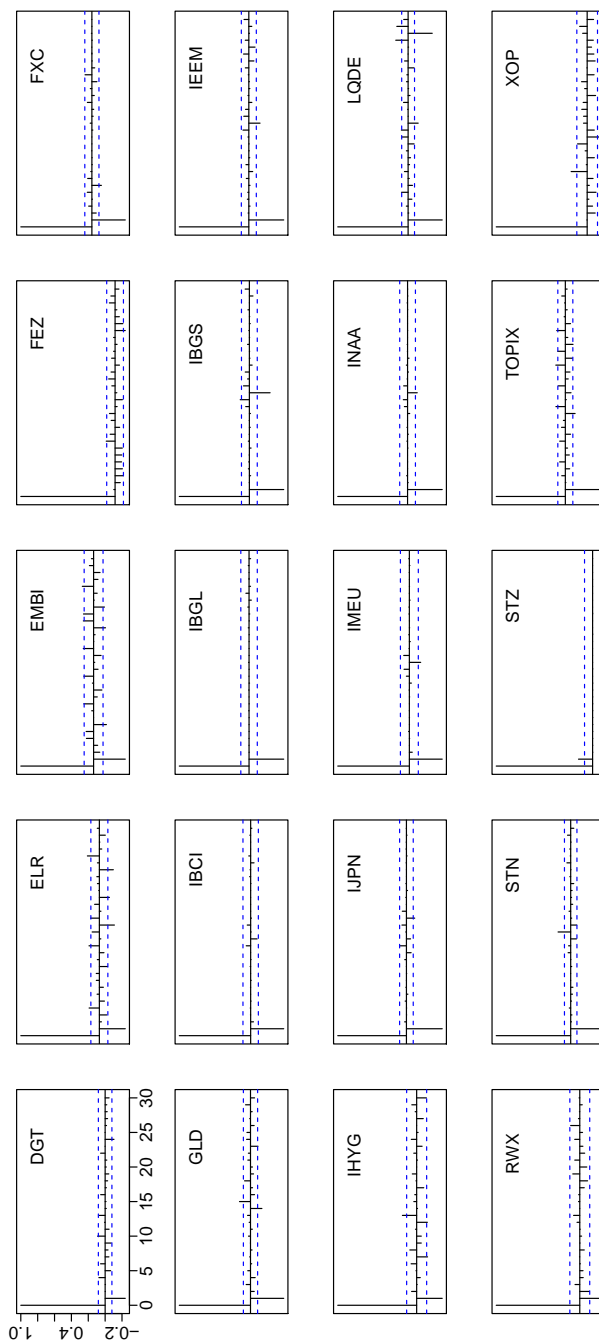 DGT
ELR
EMBI
FEZ
FXC
1.0
0.4
−0.2
0 5 10 15 20 25 30
GLD
IBCI
IBGL
IBGS
IEEM
IHYG
IJPN
IMEU
INAA
LQDE
RWX
STN
STZ
TOPIX
XOP